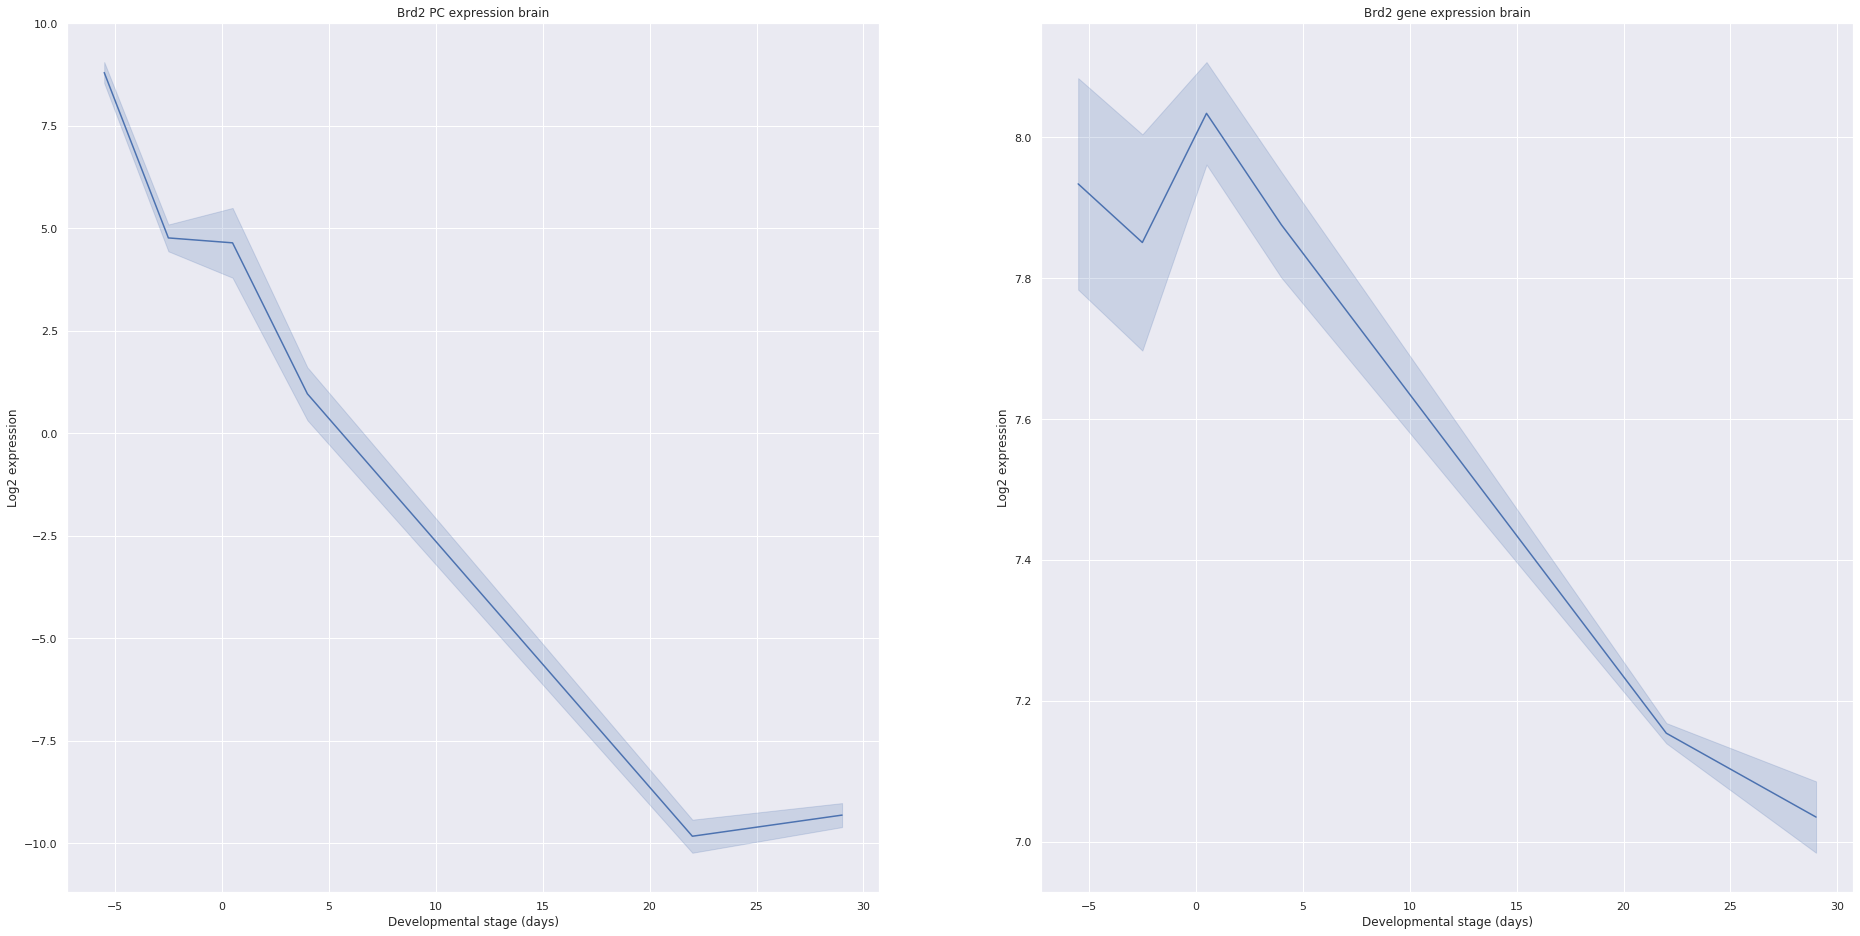 Brd2 PC expression brain
10.0
7.5
5.0
2.5
0.0
−2.5
−5.0
−7.5
−10.0
Log2 expression
−5 0 5 10 15 20 25 30
Developmental stage (days)
Brd2 gene expression brain
8.0
7.8
7.6
7.4
7.2
7.0
Log2 expression
−5 0 5 10 15 20 25 30
Developmental stage (days)